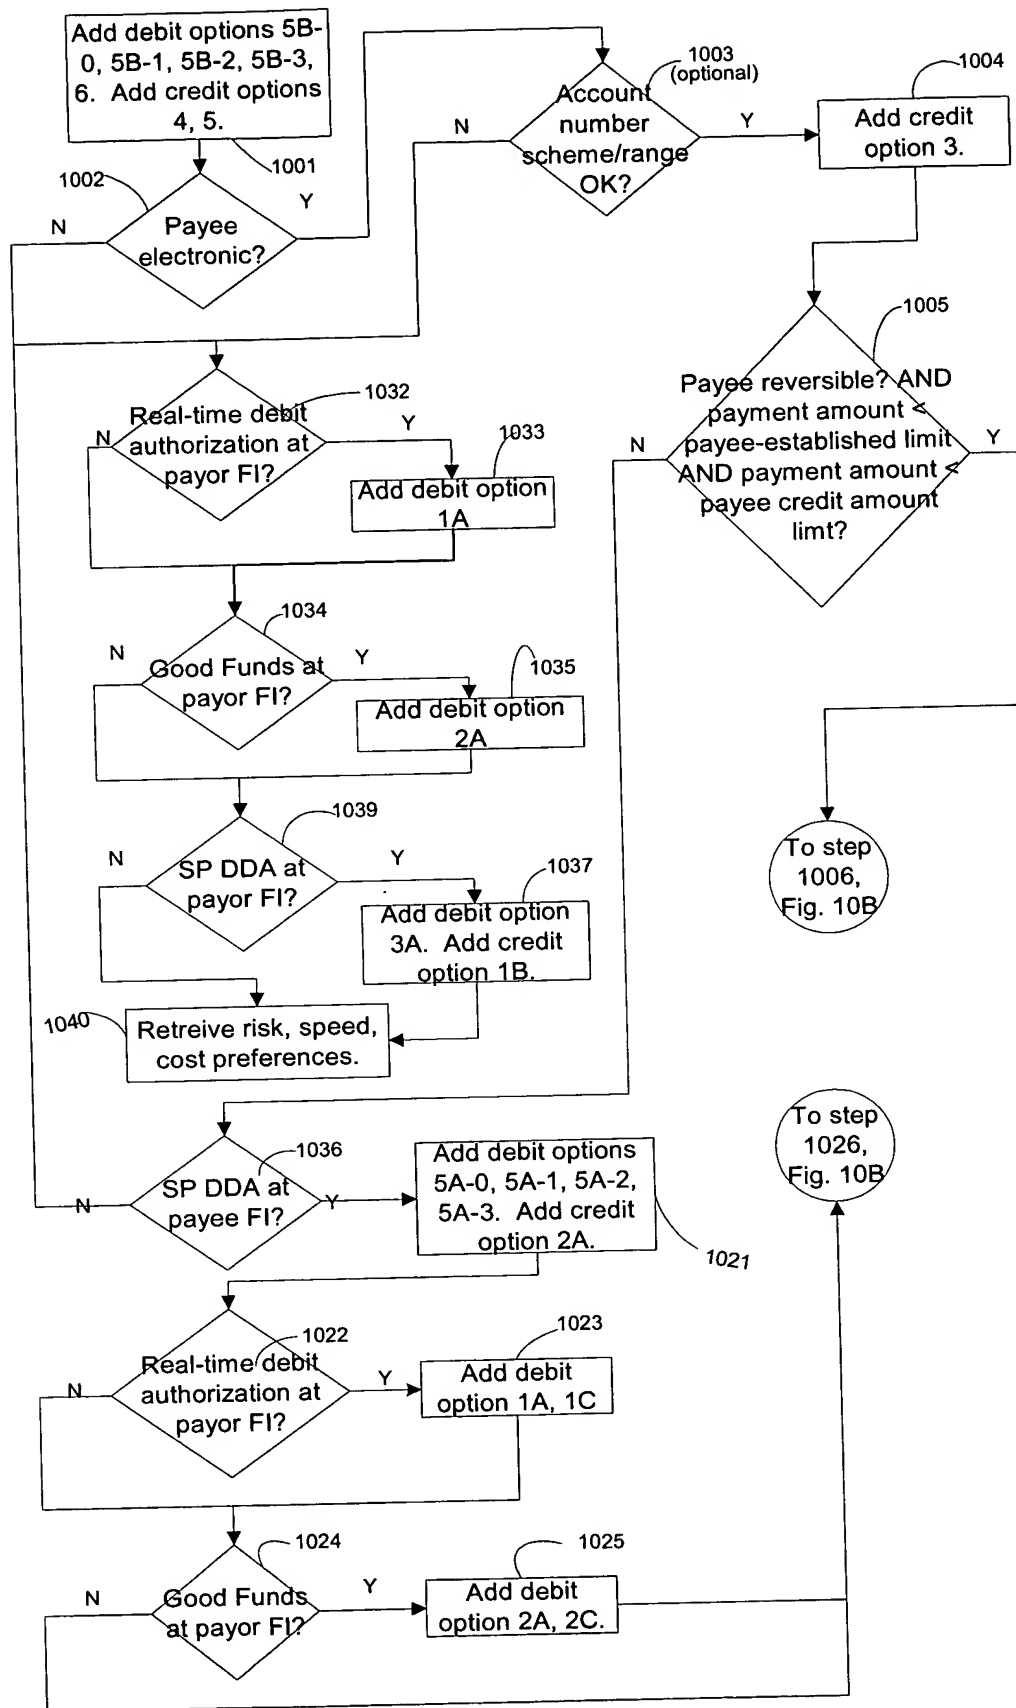 Add debit options 5B-
0, 5B-1, 5B-2, 5B-3,
6. Add credit options
4, 5.
1001
1002
Payee
electronic?
N
Y
1003
(optional)
Account
number
scheme/range
OK?
N
Y
1004
Add credit
option 3.
1005
Payee reversible? AND
payment amount <
payee-established limit
AND payment amount <
payee credit amount
limt?
N
Y
1032
Real-time debit
authorization at
payor FI?
N
Y
1033
Add debit option
1A
1034
Good Funds at
payor FI?
N
Y
1035
Add debit option
2A
1039
SP DDA at
payor FI?
N
Y
1037
Add debit option
3A. Add credit
option 1B.
1040
Retreive risk, speed,
cost preferences.
To step
1006,
Fig. 10B
1036
SP DDA at
payee FI?
N
Y
Add debit options
5A-0, 5A-1, 5A-2,
5A-3. Add credit
option 2A.
1021
To step
1026,
Fig. 10B
1022
Real-time debit
authorization at
payor FI?
N
Y
1023
Add debit
option 1A, 1C
1024
Good Funds
at payor FI?
N
Y
1025
Add debit
option 2A, 2C.